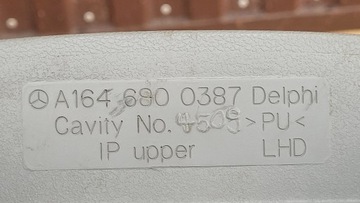 A164 680 0387 Delphi
Cavity No. >PU<
IP upper LHD